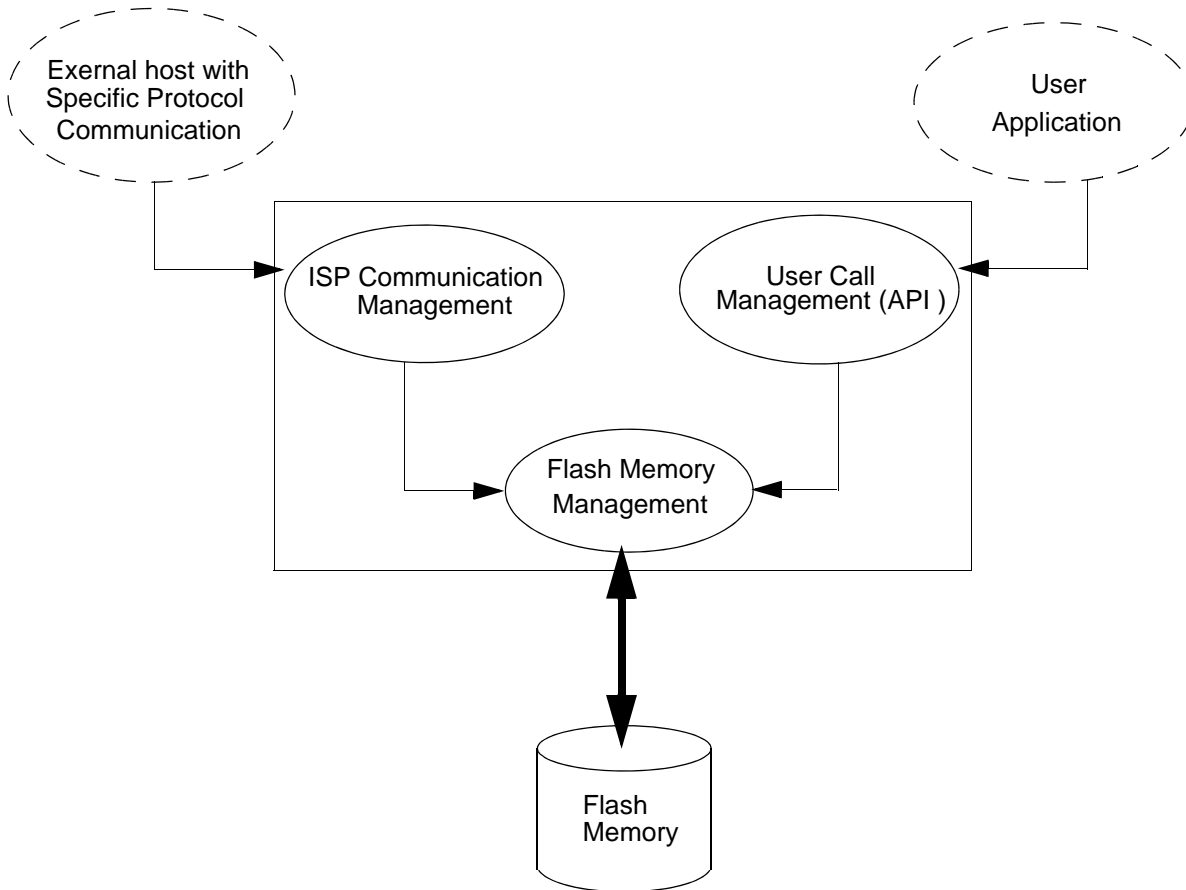 Exernal host with
Specific Protocol
Communication
User
Application
ISP Communication
Management
User Call
Management (API )
Flash Memory
Management
Flash
Memory